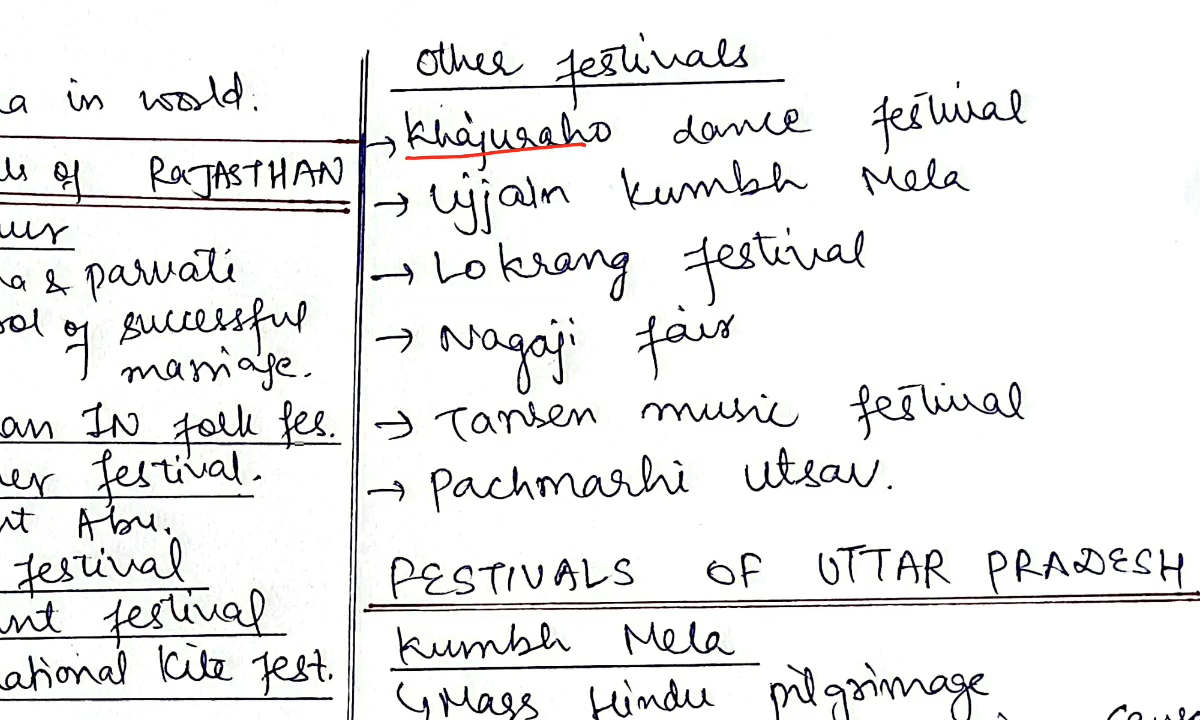 a in world.
ls of RAJASTHAN
ur
a & parvati
ol of successful
marriage.
an IN folk fes.
er festival.
nt Abu.
festival
nt festival
national Kite fest.
Other festivals
→ Khajuraho dance festival
→ Ujjain Kumbh Mela
→ Lokrang festival
→ Nagaji fair
→ Tansen music festival
→ Pachmarhi Utsav.
FESTIVALS OF UTTAR PRADESH
Kumbh Mela
↳ Mass Hindu pilgrimage